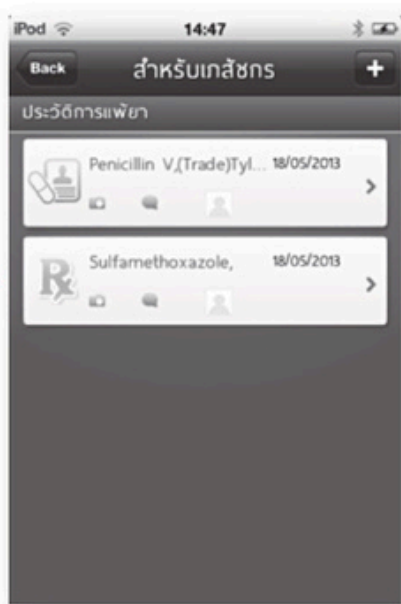 iPod 14:47
Back สำหรับเภสัชกร +
ประวัติการแพ้ยา
Penicillin V,(Trade)Tyl... 18/05/2013
Rx Sulfamethoxazole, 18/05/2013